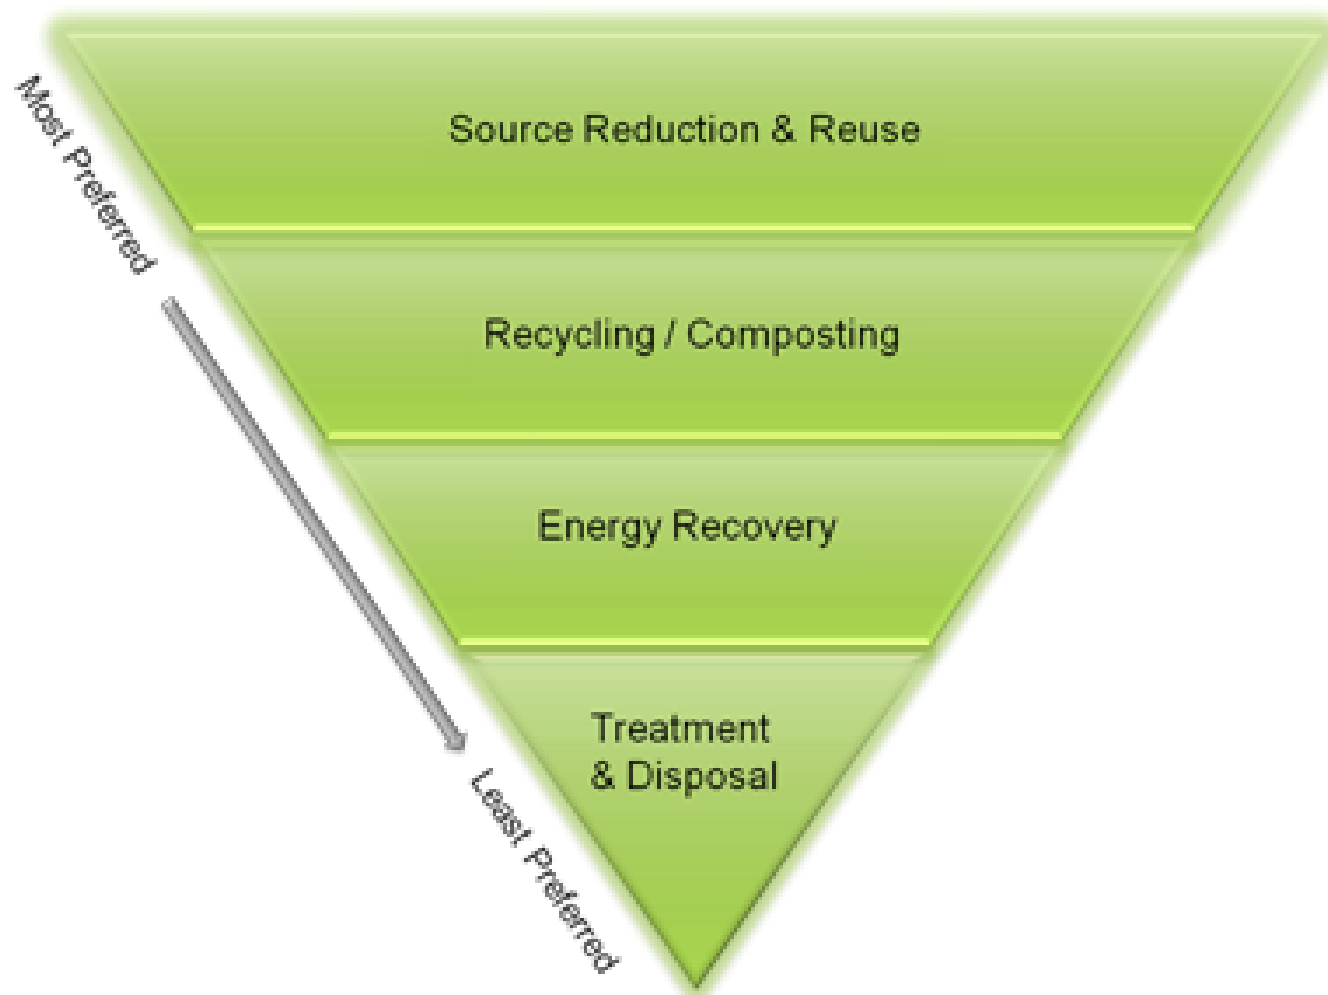 Most Preferred
Source Reduction & Reuse
Recycling / Composting
Energy Recovery
Treatment
& Disposal
Least Preferred